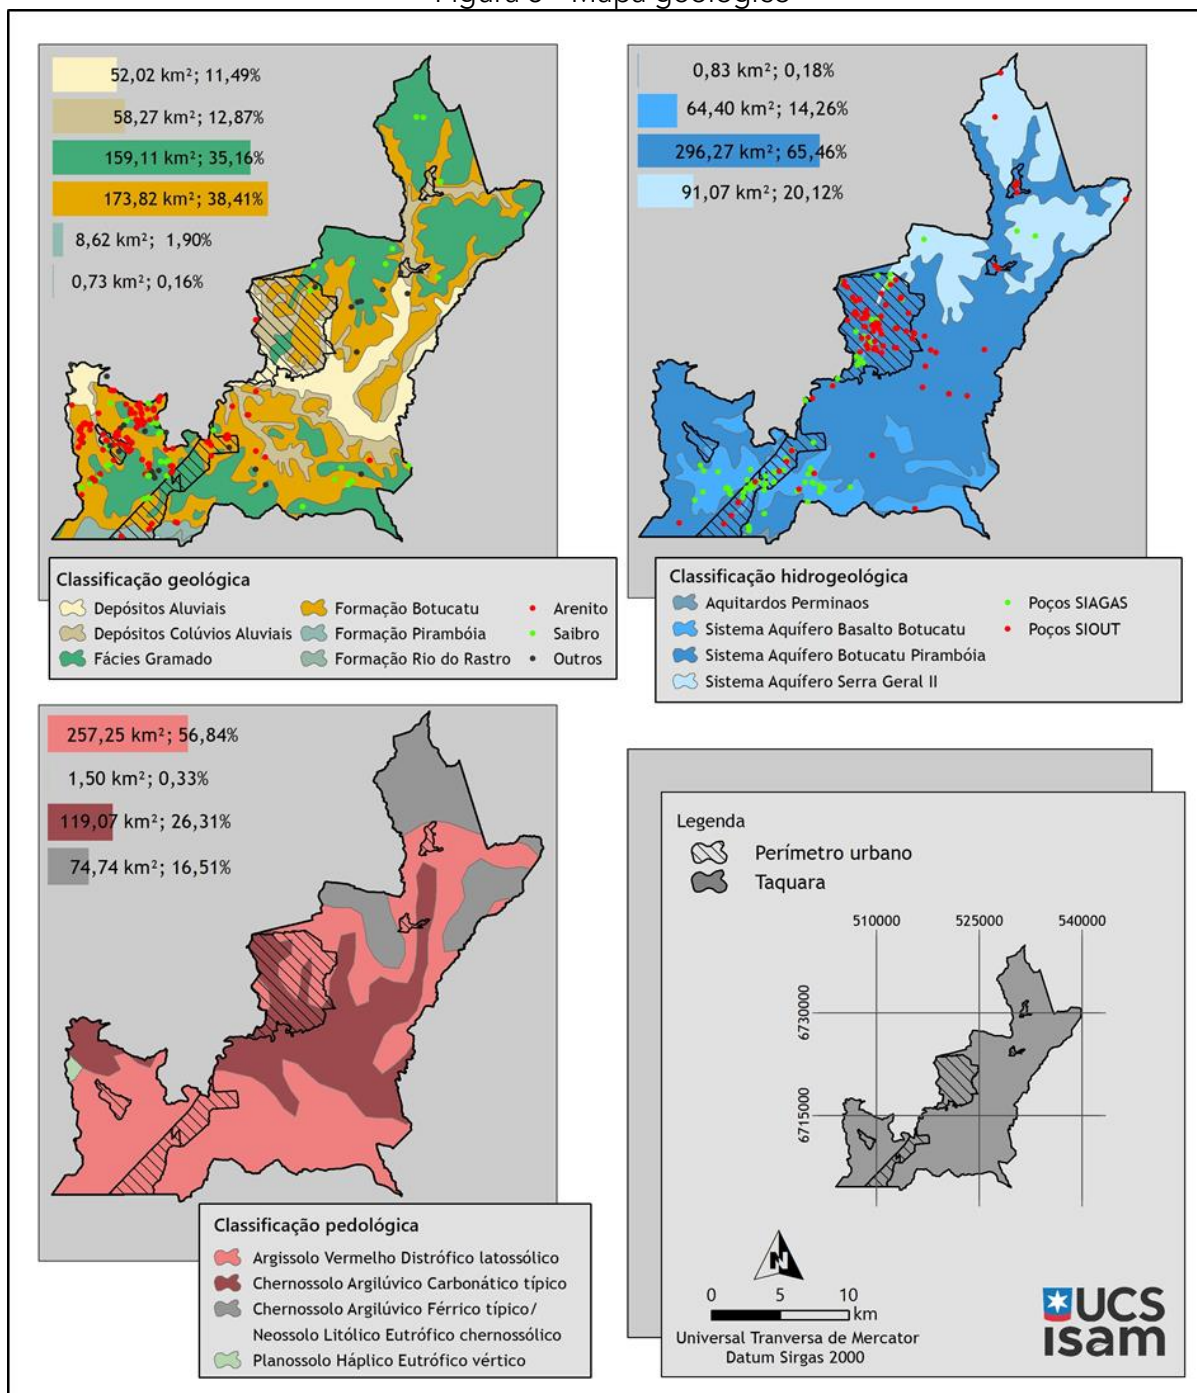 Figura 3 - Mapa geológico
52,02 km²; 11,49%
58,27 km²; 12,87%
159,11 km²; 35,16%
173,82 km²; 38,41%
8,62 km²; 1,90%
0,73 km²; 0,16%
Classificação geológica
Depósitos Aluviais
Depósitos Colúvios Aluviais
Fácies Gramado
Formação Botucatu
Formação Pirambóia
Formação Rio do Rastro
Arenito
Saibro
Outros
0,83 km²; 0,18%
64,40 km²; 14,26%
296,27 km²; 65,46%
91,07 km²; 20,12%
Classificação hidrogeológica
Aquitardos Perminaos
Sistema Aquífero Basalto Botucatu
Sistema Aquífero Botucatu Pirambóia
Sistema Aquífero Serra Geral II
Poços SIAGAS
Poços SIOUT
257,25 km²; 56,84%
1,50 km²; 0,33%
119,07 km²; 26,31%
74,74 km²; 16,51%
Classificação pedológica
Argissolo Vermelho Distrófico latossólico
Chernossolo Argilúvico Carbonático típico
Chernossolo Argilúvico Férrico típico/
Neossolo Litólico Eutrófico chernossólico
Planossolo Háplico Eutrófico vértico
Legenda
Perímetro urbano
Taquara
510000 525000 540000
6730000
6715000
N
0 5 10
km
Universal Tranversa de Mercator
Datum Sirgas 2000
UCS
isam